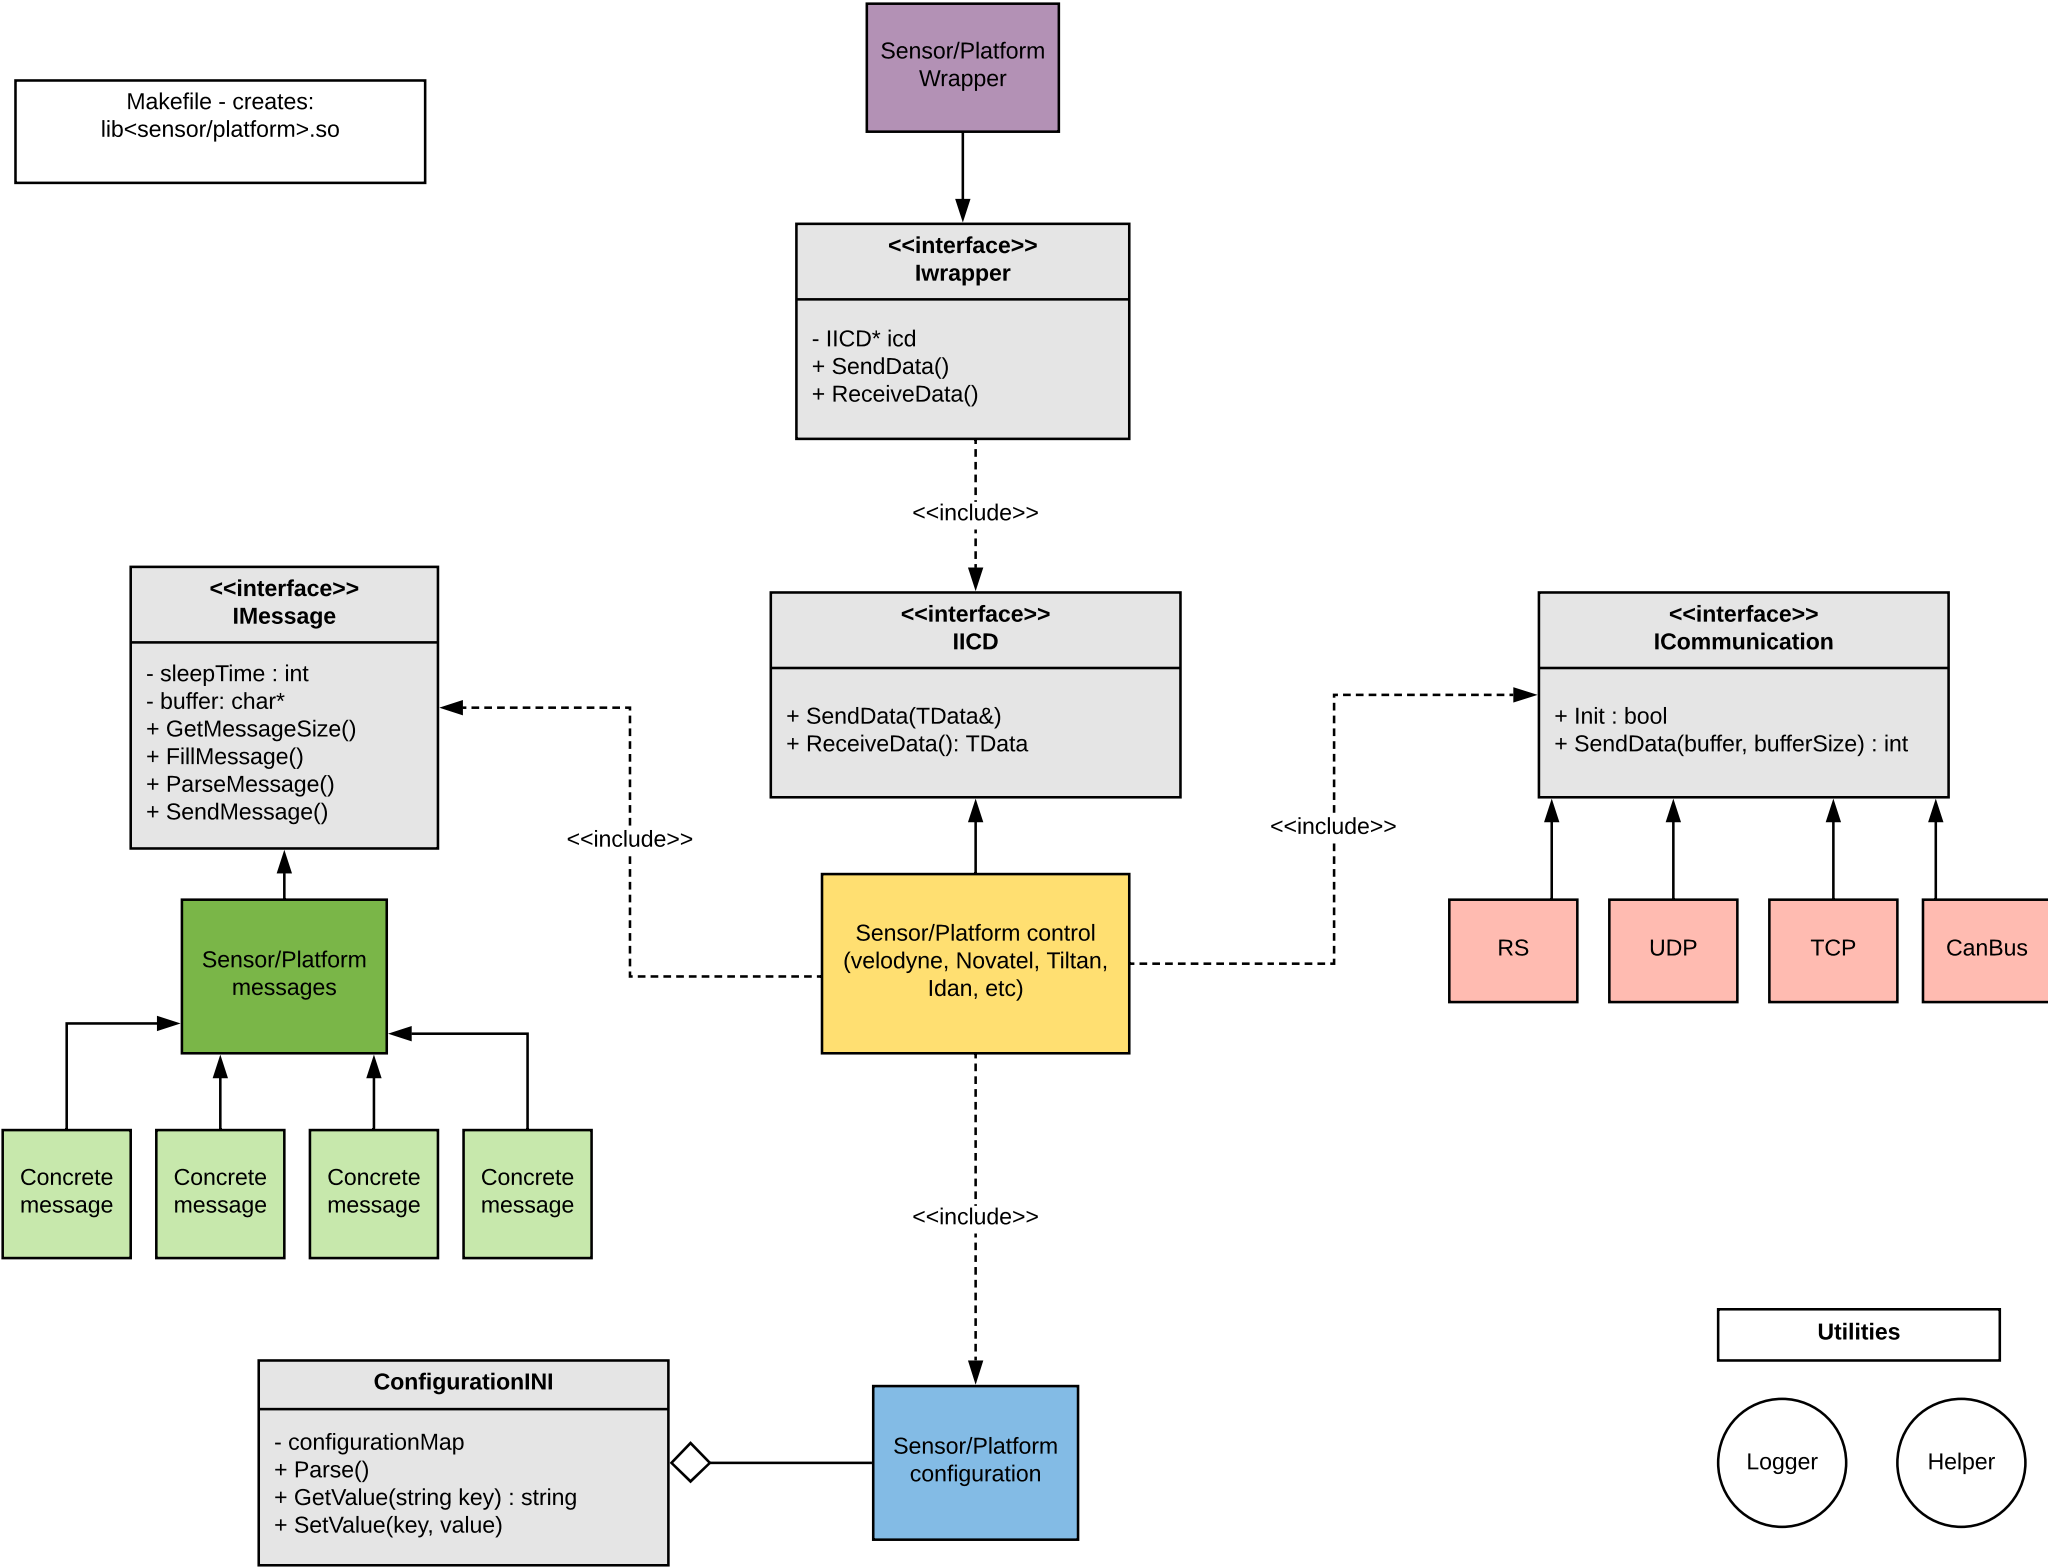 Sensor/Platform
Wrapper
Makefile - creates:
lib<sensor/platform>.so
<<interface>>
Iwrapper
- IICD* icd
+ SendData()
+ ReceiveData()
<<include>>
<<interface>>
IMessage
- sleepTime : int
- buffer: char*
+ GetMessageSize()
+ FillMessage()
+ ParseMessage()
+ SendMessage()
<<interface>>
IICD
+ SendData(TData&)
+ ReceiveData(): TData
<<interface>>
ICommunication
+ Init : bool
+ SendData(buffer, bufferSize) : int
<<include>>
<<include>>
Sensor/Platform
messages
Sensor/Platform control
(velodyne, Novatel, Tiltan,
Idan, etc)
RS
UDP
TCP
CanBus
Concrete
message
Concrete
message
Concrete
message
Concrete
message
<<include>>
ConfigurationINI
- configurationMap
+ Parse()
+ GetValue(string key) : string
+ SetValue(key, value)
Sensor/Platform
configuration
Utilities
Logger
Helper